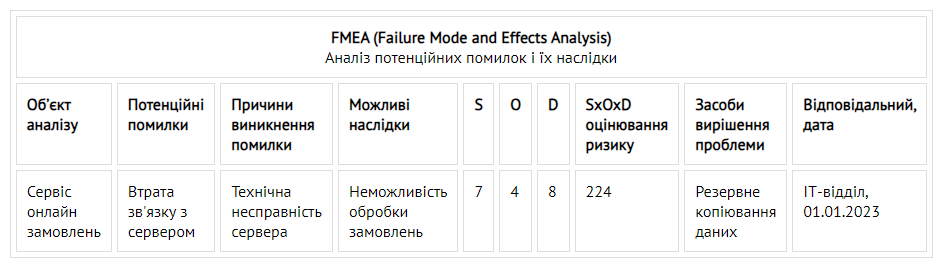 FMEA (Failure Mode and Effects Analysis)
Аналіз потенційних помилок і їх наслідки
Об'єкт
аналізу
Потенційні
помилки
Причини
виникнення
помилки
Можливі
наслідки
S
O
D
SxOxD
оцінювання
ризику
Засоби
вирішення
проблеми
Відповідальний,
дата
Сервіс
онлайн
замовлень
Втрата
зв'язку з
сервером
Технічна
несправність
сервера
Неможливість
обробки
замовлень
7
4
8
224
Резервне
копіювання
даних
ІТ-відділ,
01.01.2023